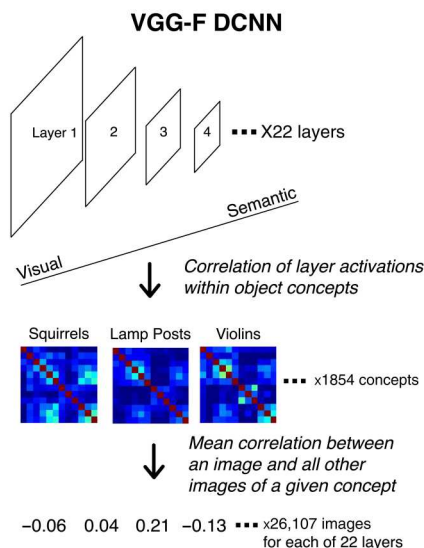 VGG-F DCNN
Layer 1 2 3 4 X22 layers
Semantic
Visual
Correlation of layer activations
within object concepts
Squirrels Lamp Posts Violins
x1854 concepts
Mean correlation between
an image and all other
images of a given concept
−0.06 0.04 0.21 −0.13 x26,107 images
for each of 22 layers